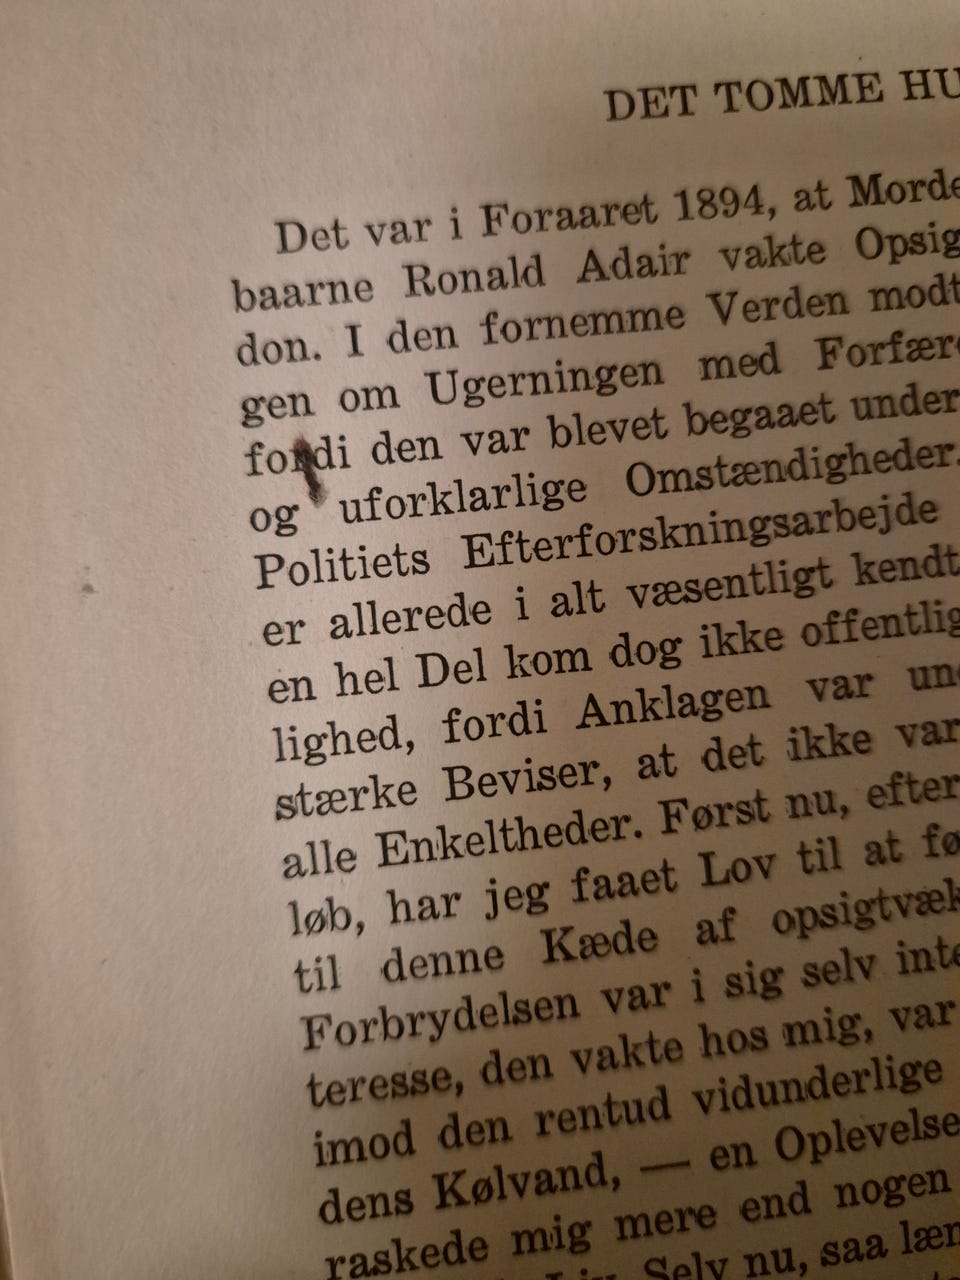 DET TOMME HU
Det var i Foraaret 1894, at Morde
baarne Ronald Adair vakte Opsig
don. I den fornemme Verden modt
gen om Ugerningen med Forfær
fordi den var blevet begaaet under
og uforklarlige Omstændigheder.
Politiets Efterforskningsarbejde
er allerede i alt væsentligt kendt
en hel Del kom dog ikke offentlig
lighed, fordi Anklagen var un
stærke Beviser, at det ikke var
alle Enkeltheder. Først nu, efter
løb, har jeg faaet Lov til at fø
til denne Kæde af opsigtvæk
Forbrydelsen var i sig selv inte
teresse, den vakte hos mig, var
imod den rentud vidunderlige
dens Kølvand, — en Oplevelse
raskede mig mere end nogen
Selv nu, saa læn